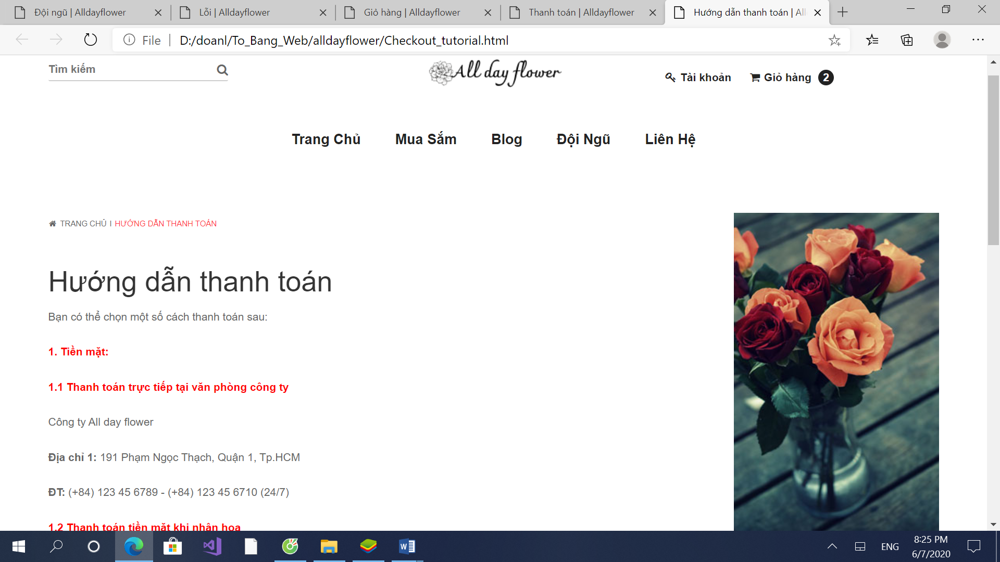 Đội ngũ | Alldayflower
Lỗi | Alldayflower
Giỏ hàng | Alldayflower
Thanh toán | Alldayflower
Hướng dẫn thanh toán | All
File
D:/doanl/To_Bang_Web/alldayflower/Checkout_tutorial.html
Tìm kiếm
All day flower
Tài khoản
Giỏ hàng 2
Trang Chủ Mua Sắm Blog Đội Ngũ Liên Hệ
TRANG CHỦ I HƯỚNG DẪN THANH TOÁN
Hướng dẫn thanh toán
Bạn có thể chọn một số cách thanh toán sau:
1. Tiền mặt:
1.1 Thanh toán trực tiếp tại văn phòng công ty
Công ty All day flower
Địa chỉ 1: 191 Phạm Ngọc Thạch, Quận 1, Tp.HCM
ĐT: (+84) 123 45 6789 - (+84) 123 45 6710 (24/7)
1.2 Thanh toán tiền mặt khi nhận hoa
ENG
8:25 PM
6/7/2020